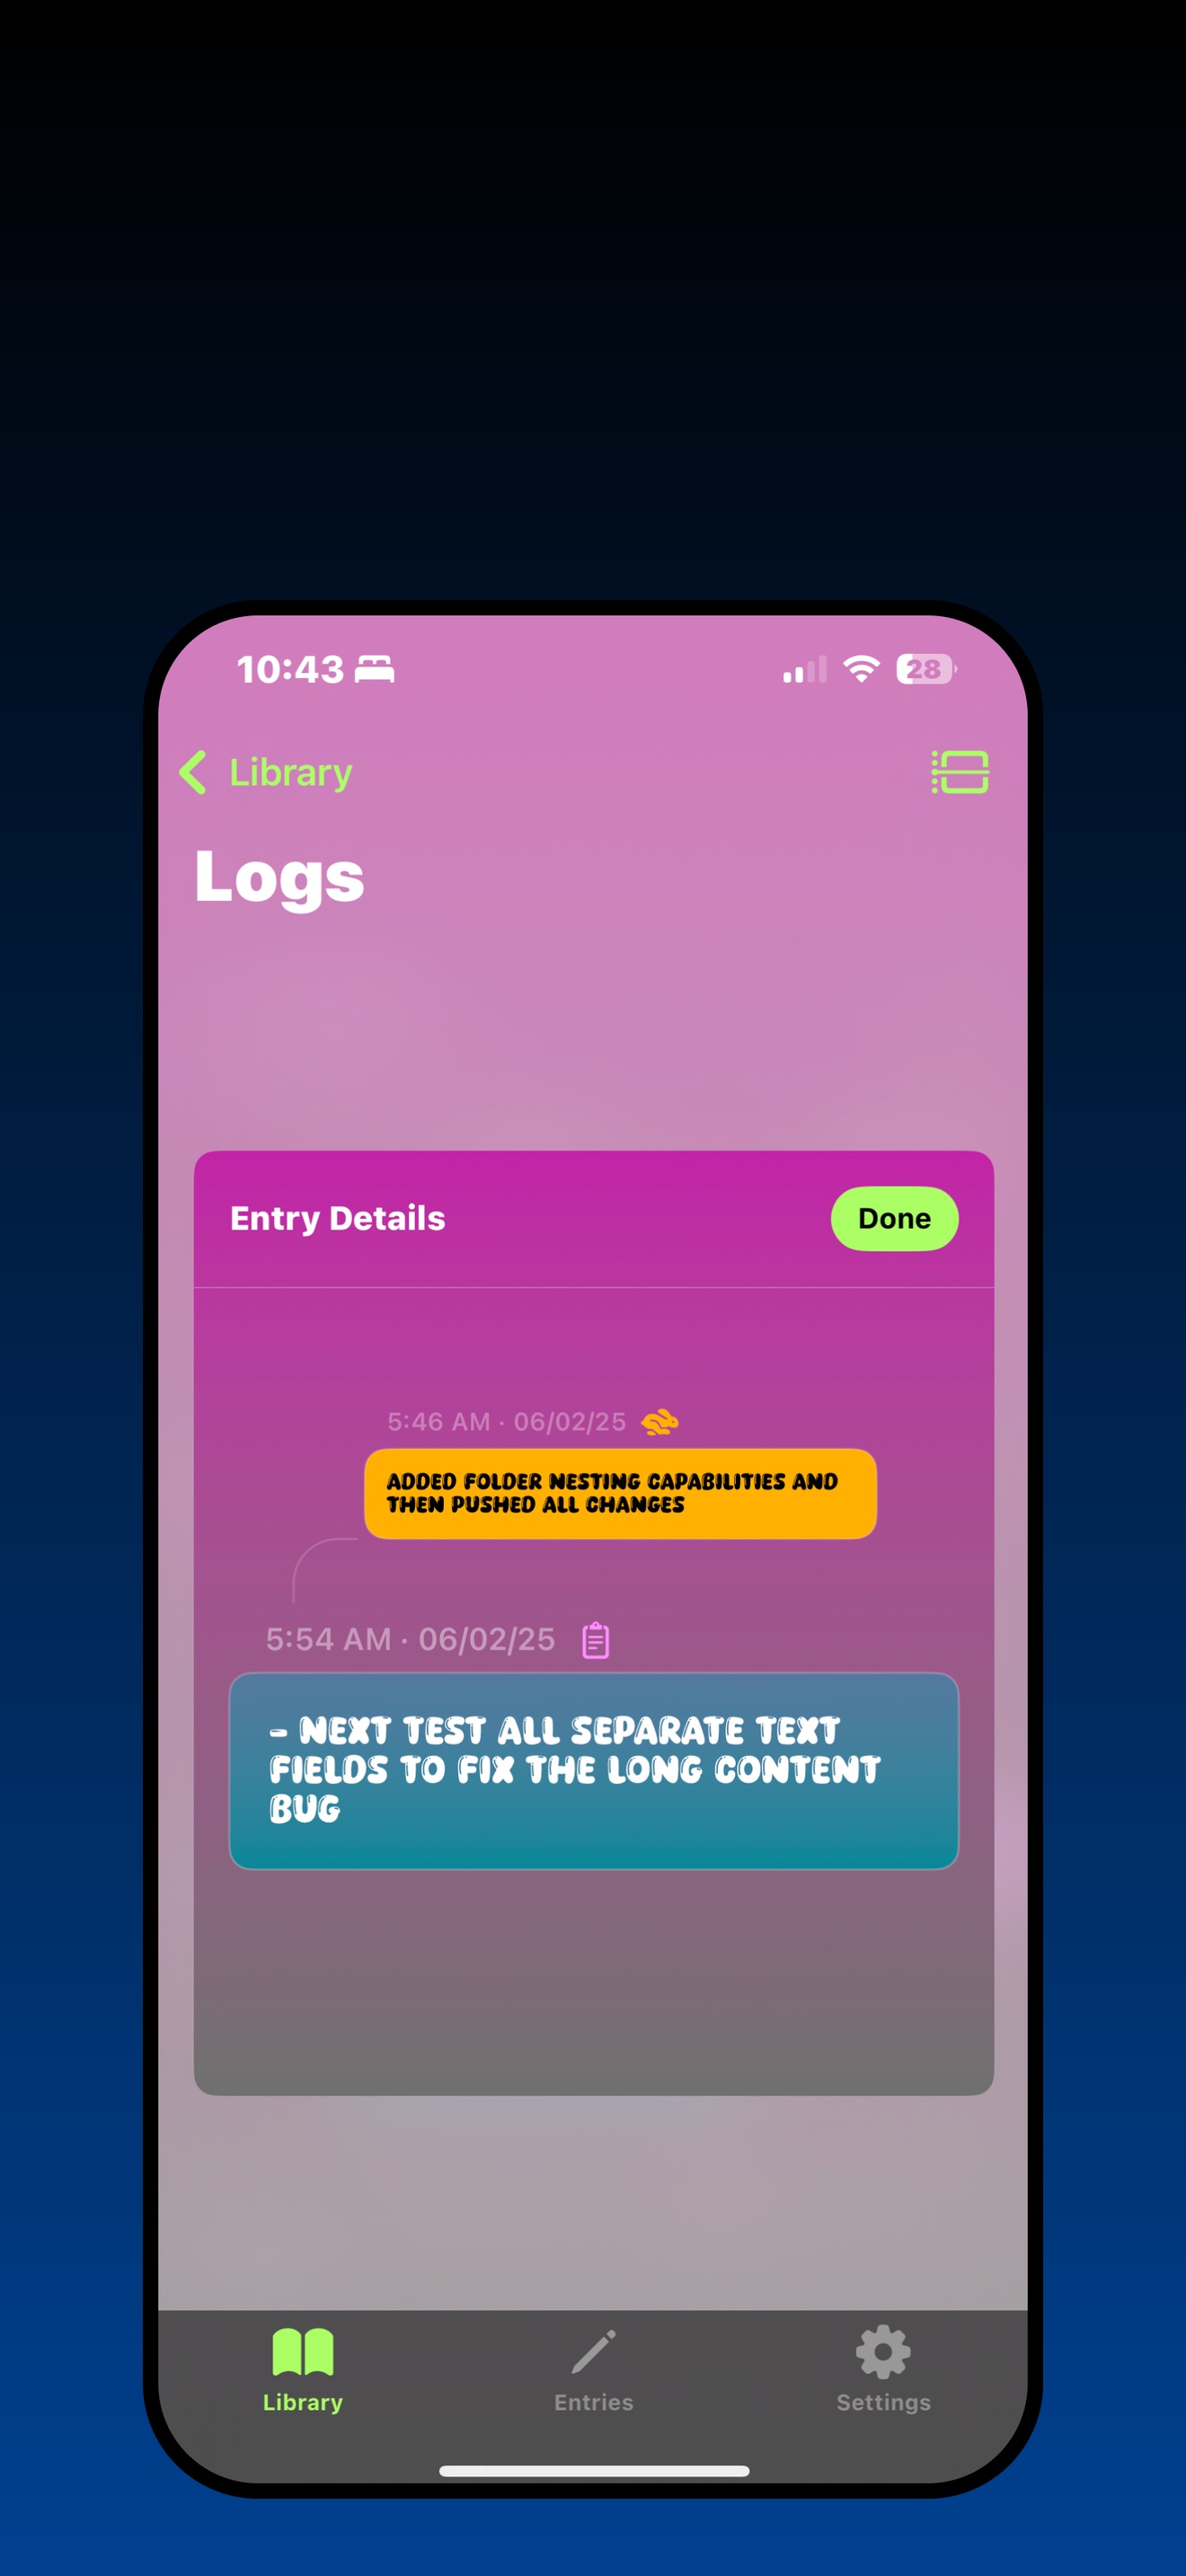 10:43
28
Library
Logs
Entry Details
Done
5:46 AM · 06/02/25
ADDED FOLDER NESTING CAPABILITIES AND
THEN PUSHED ALL CHANGES
5:54 AM · 06/02/25
- NEXT TEST ALL SEPARATE TEXT
FIELDS TO FIX THE LONG CONTENT
BUG
Library
Entries
Settings